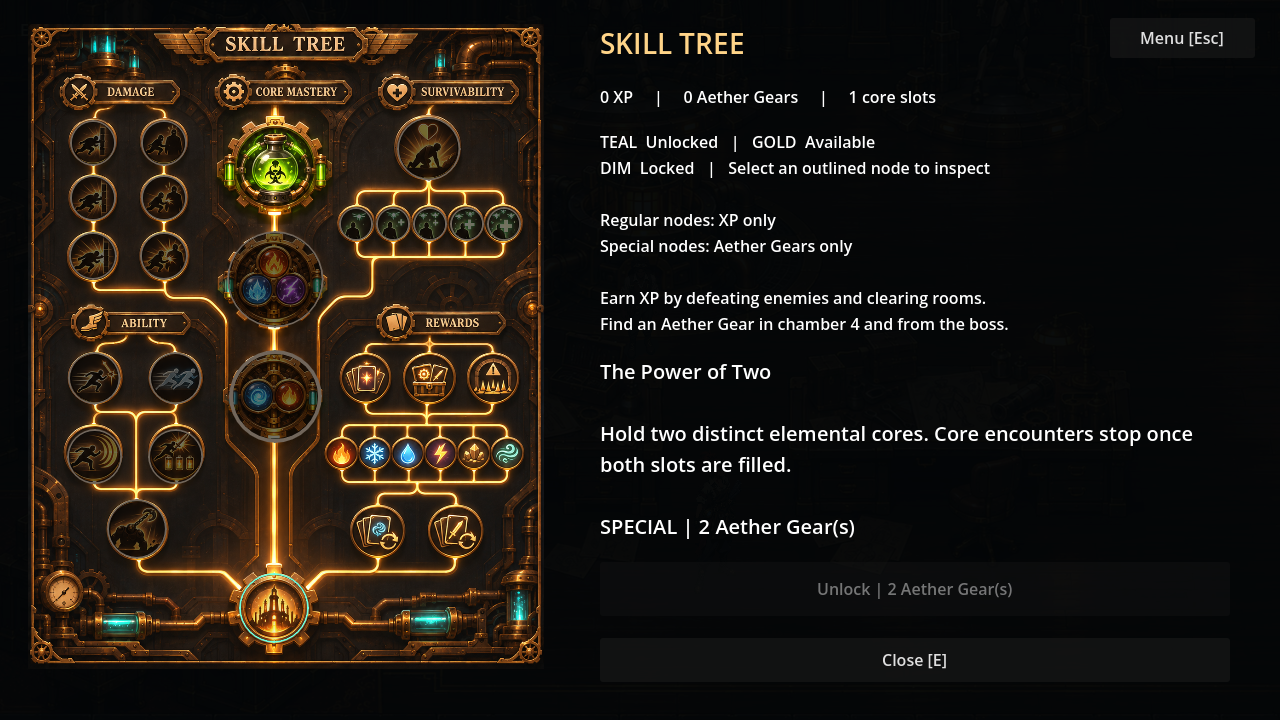 SKILL TREE
DAMAGE
CORE MASTERY
SURVIVABILITY
ABILITY
REWARDS
SKILL TREE
Menu [Esc]
0 XP | 0 Aether Gears | 1 core slots
TEAL Unlocked | GOLD Available
DIM Locked | Select an outlined node to inspect
Regular nodes: XP only
Special nodes: Aether Gears only
Earn XP by defeating enemies and clearing rooms.
Find an Aether Gear in chamber 4 and from the boss.
The Power of Two
Hold two distinct elemental cores. Core encounters stop once
both slots are filled.
SPECIAL | 2 Aether Gear(s)
Unlock | 2 Aether Gear(s)
Close [E]